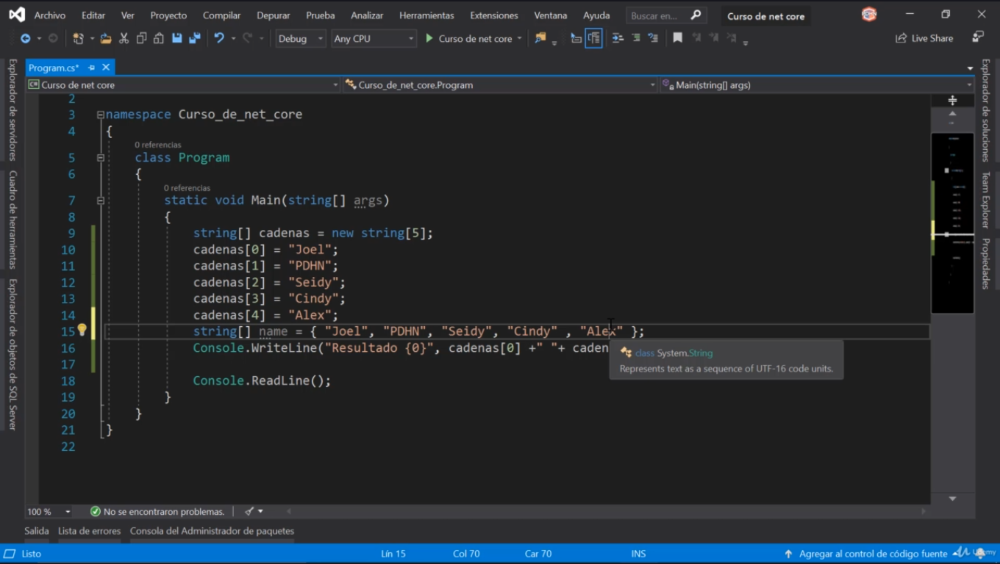 Archivo Editar Ver Proyecto Compilar Depurar Prueba Analizar Herramientas Extensiones Ventana Ayuda Buscar en... Curso de net core
Debug Any CPU Curso de net core Live Share
Program.cs*
Curso de net core Curso_de_net_core.Program Main(string[] args)
2
3 namespace Curso_de_net_core
4 {
0 referencias
5 class Program
6 {
0 referencias
7 static void Main(string[] args)
8 {
9 string[] cadenas = new string[5];
10 cadenas[0] = "Joel";
11 cadenas[1] = "PDHN";
12 cadenas[2] = "Seidy";
13 cadenas[3] = "Cindy";
14 cadenas[4] = "Alex";
15 string[] name = { "Joel", "PDHN", "Seidy", "Cindy" , "Alex" };
16 Console.WriteLine("Resultado {0}", cadenas[0] +" "+ caden
class System.String
Represents text as a sequence of UTF-16 code units.
17
18 Console.ReadLine();
19 }
20 }
21 }
22
Explorador de servidores
Cuadro de herramientas
Explorador de objetos de SQL Server
Explorador de soluciones
Team Explorer
Propiedades
100 % No se encontraron problemas.
Salida Lista de errores Consola del Administrador de paquetes
Listo Lín 15 Col 70 Car 70 INS Agregar al control de código fuente